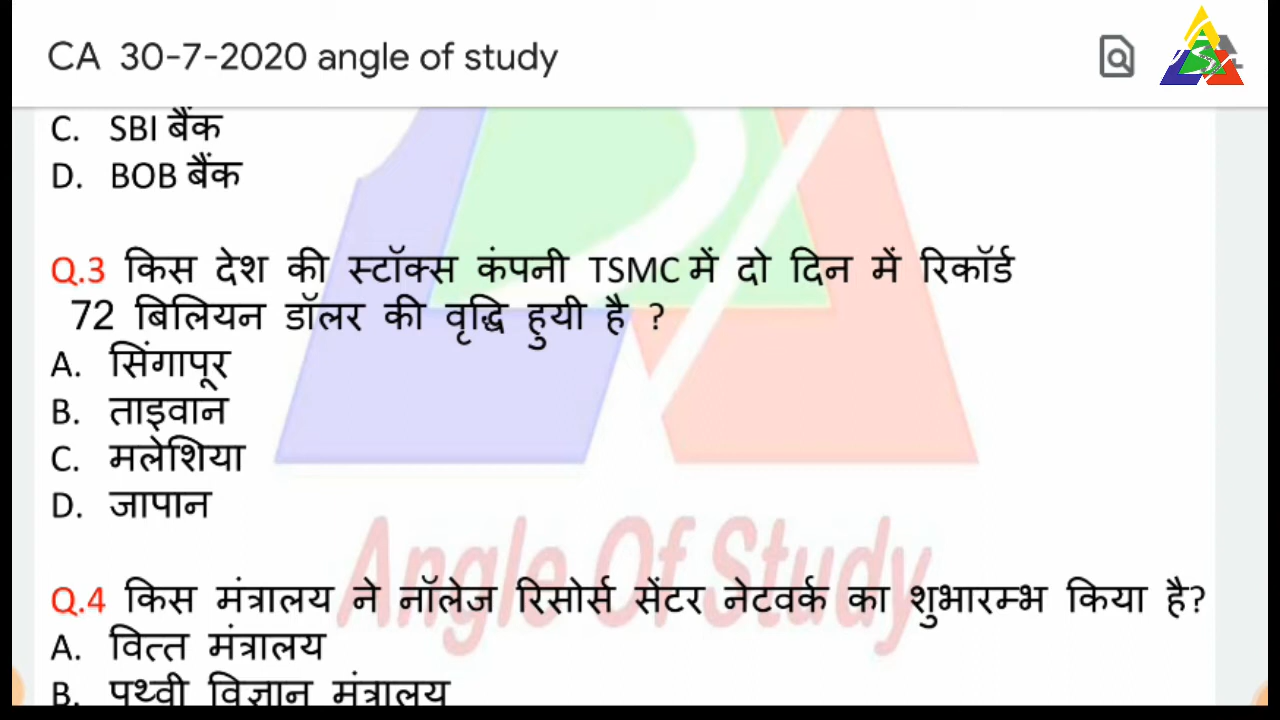 CA 30-7-2020 angle of study
C. SBI बैंक
D. BOB बैंक
Q.3 किस देश की स्टॉक्स कंपनी TSMC में दो दिन में रिकॉर्ड
72 बिलियन डॉलर की वृद्धि हुयी है ?
A. सिंगापूर
B. ताइवान
C. मलेशिया
D. जापान
Angle Of Study
Q.4 किस मंत्रालय ने नॉलेज रिसोर्स सेंटर नेटवर्क का शुभारम्भ किया है?
A. वित्त मंत्रालय
B. पृथ्वी विज्ञान मंत्रालय